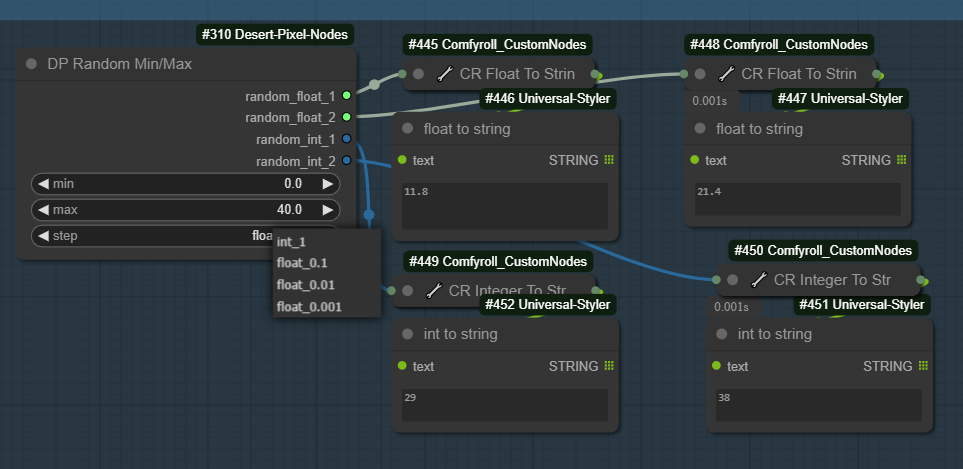 #310 Desert-Pixel-Nodes
DP Random Min/Max
random_float_1
random_float_2
random_int_1
random_int_2
min 0.0
max 40.0
step floa
int_1
float_0.1
float_0.01
float_0.001
#445 Comfyroll_CustomNodes
CR Float To Strin
#446 Universal-Styler
float to string
text STRING
11.8
#448 Comfyroll_CustomNodes
CR Float To Strin
0.001s
#447 Universal-Styler
float to string
text STRING
21.4
#449 Comfyroll_CustomNodes
CR Integer To Str
#452 Universal-Styler
int to string
text STRING
29
#450 Comfyroll_CustomNodes
CR Integer To Str
0.001s
#451 Universal-Styler
int to string
text STRING
38